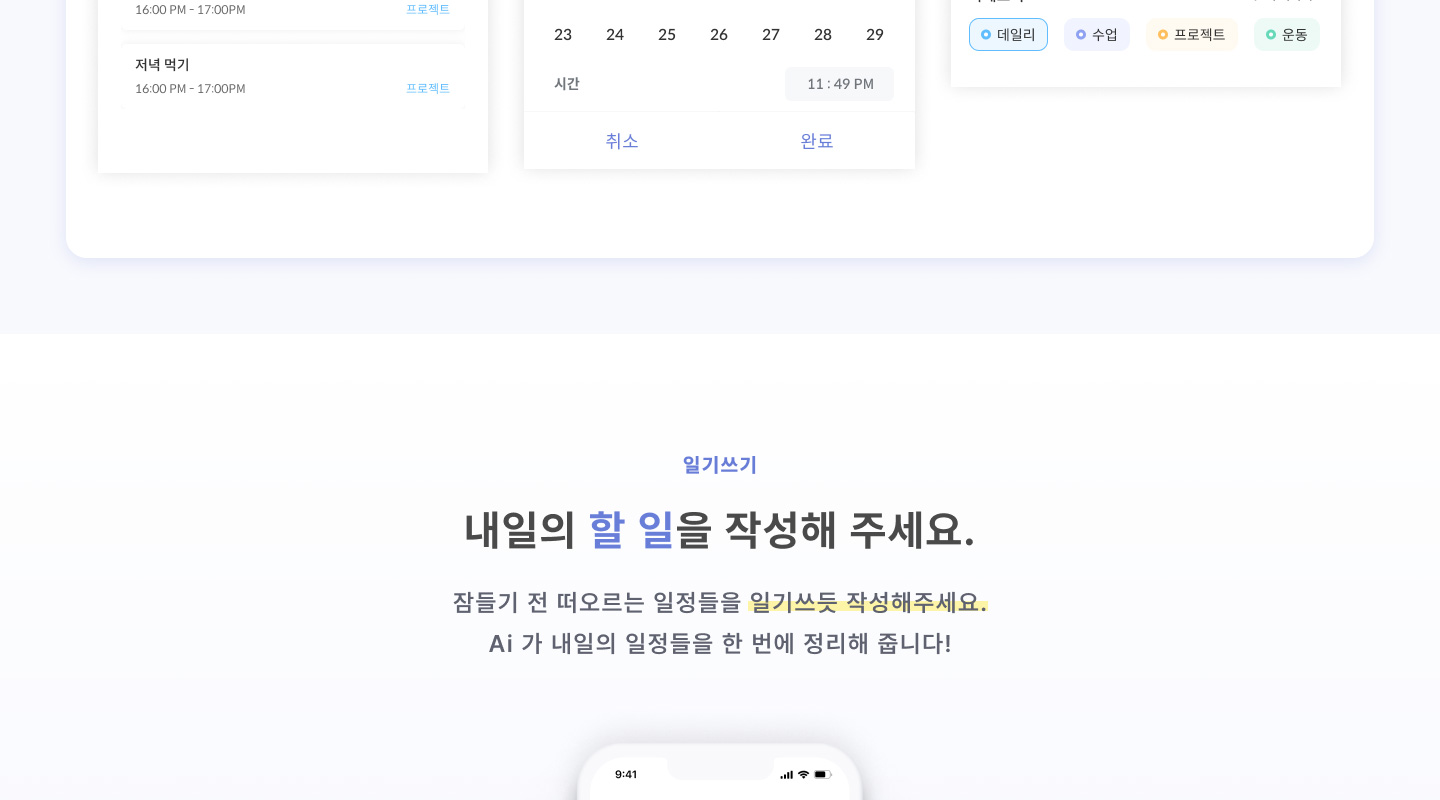 16:00 PM - 17:00PM 프로젝트
저녁 먹기
16:00 PM - 17:00PM 프로젝트
23 24 25 26 27 28 29
시간 11 : 49 PM
취소 완료
데일리 수업 프로젝트 운동
일기쓰기
내일의 할 일을 작성해 주세요.
잠들기 전 떠오르는 일정들을 일기쓰듯 작성해주세요.
Ai 가 내일의 일정들을 한 번에 정리해 줍니다!
9:41